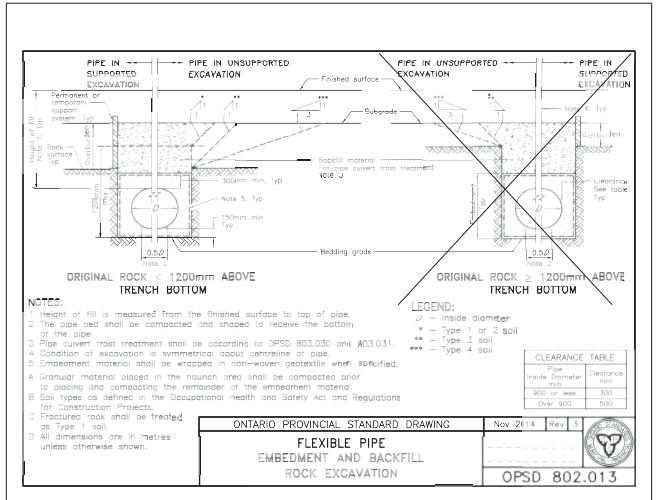 PIPE IN
SUPPORTED
EXCAVATION
PIPE IN UNSUPPORTED
EXCAVATION
Finished surface
PIPE IN UNSUPPORTED
EXCAVATION
PIPE IN
SUPPORTED
EXCAVATION
Permanent or
temporary
support
system, Typ
Height of fill
Note 1, Typ
Overburden
Rock
surface
Typ
***
**
*
1
1
1
3
Subgrade
***
**
*
1
1
1
3
Note 4, Typ
Overburden
Backfill material
For pipe culvert frost treatment
Note 3
300mm min, Typ
Note 5, Typ
150mm min
Typ
1200mm
max
D
Embedment
Typ
D
Clearance
See table
Typ
Bedding grade
0.5D
Note 2
0.5D
Note 2
ORIGINAL ROCK < 1200mm ABOVE
TRENCH BOTTOM
ORIGINAL ROCK ≥ 1200mm ABOVE
TRENCH BOTTOM
NOTES:
1 Height of fill is measured from the finished surface to top of pipe.
2 The pipe bed shall be compacted and shaped to receive the bottom
of the pipe.
3 Pipe culvert frost treatment shall be according to OPSD 803.030 and 803.031.
4 Condition of excavation is symmetrical about centreline of pipe.
5 Embedment material shall be wrapped in non-woven geotextile when specified.
A Granular material placed in the haunch area shall be compacted prior
to placing and compacting the remainder of the embedment material.
B Soil types as defined in the Occupational Health and Safety Act and Regulations
for Construction Projects.
C Fractured rock shall be treated
as Type 1 soil.
D All dimensions are in metres
unless otherwise shown.
LEGEND:
D – Inside diameter
* – Type 1 or 2 soil
** – Type 3 soil
*** – Type 4 soil
CLEARANCE TABLE
Pipe
Inside Diameter
mm
Clearance
mm
900 or less 300
Over 900 500
ONTARIO PROVINCIAL STANDARD DRAWING
Nov 2014 Rev 3
FLEXIBLE PIPE
EMBEDMENT AND BACKFILL
ROCK EXCAVATION
OPSD 802.013